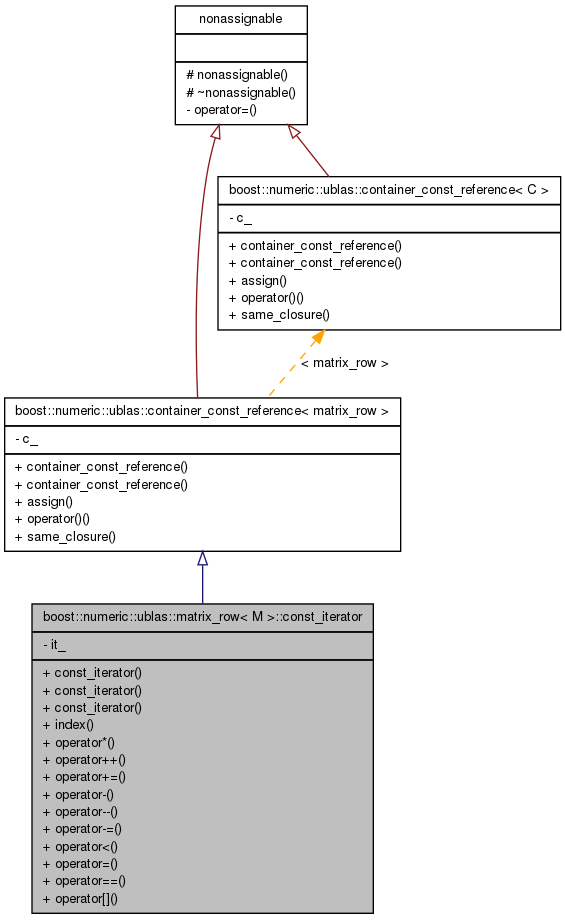 nonassignable
# nonassignable()
# ~nonassignable()
- operator=()
boost::numeric::ublas::container_const_reference< C >
- c_
+ container_const_reference()
+ container_const_reference()
+ assign()
+ operator()()
+ same_closure()
< matrix_row >
boost::numeric::ublas::container_const_reference< matrix_row >
- c_
+ container_const_reference()
+ container_const_reference()
+ assign()
+ operator()()
+ same_closure()
boost::numeric::ublas::matrix_row< M >::const_iterator
- it_
+ const_iterator()
+ const_iterator()
+ const_iterator()
+ index()
+ operator*()
+ operator++()
+ operator+=()
+ operator-()
+ operator--()
+ operator-=()
+ operator<()
+ operator=()
+ operator==()
+ operator[]()